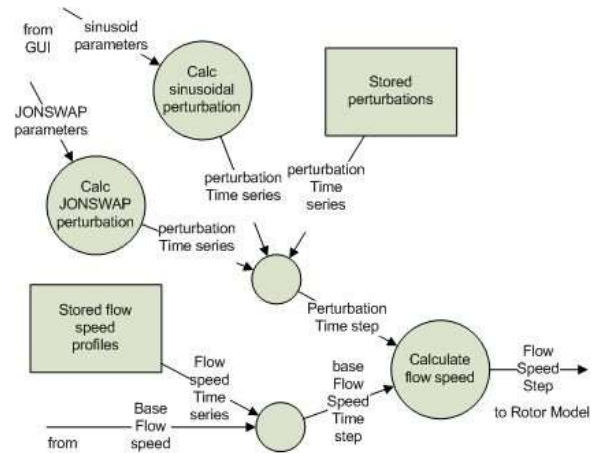 from
GUI
sinusoid
parameters
Calc
sinusoidal
perturbation
Stored
perturbations
JONSWAP
parameters
Calc
JONSWAP
perturbation
perturbation
Time series
perturbation
Time series
perturbation
Time
series
Stored flow
speed
profiles
Perturbation
Time step
Flow
speed
Time
series
base
Flow
Speed
Time
step
Calculate
flow speed
Flow
Speed
Step
to Rotor Model
Base
Flow
speed
from